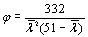 φ = 332 / λ̄²(51 − λ̄)